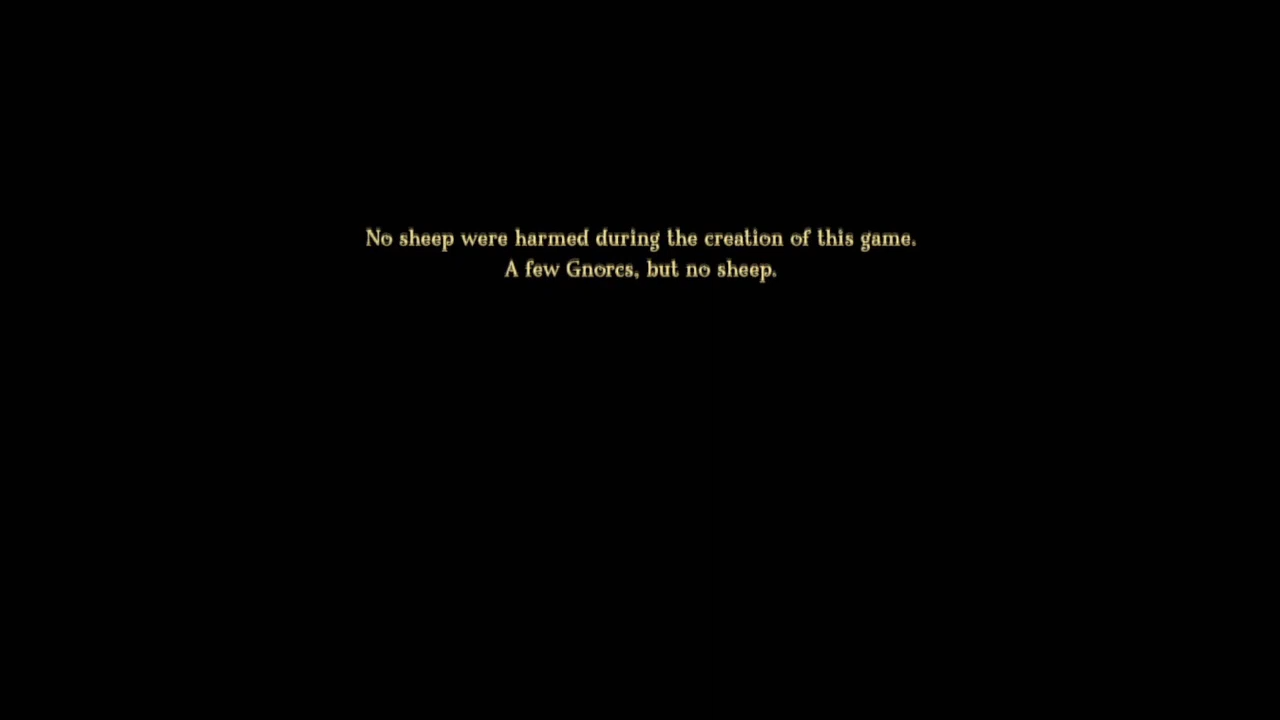 No sheep were harmed during the creation of this game.
A few Gnorcs, but no sheep.